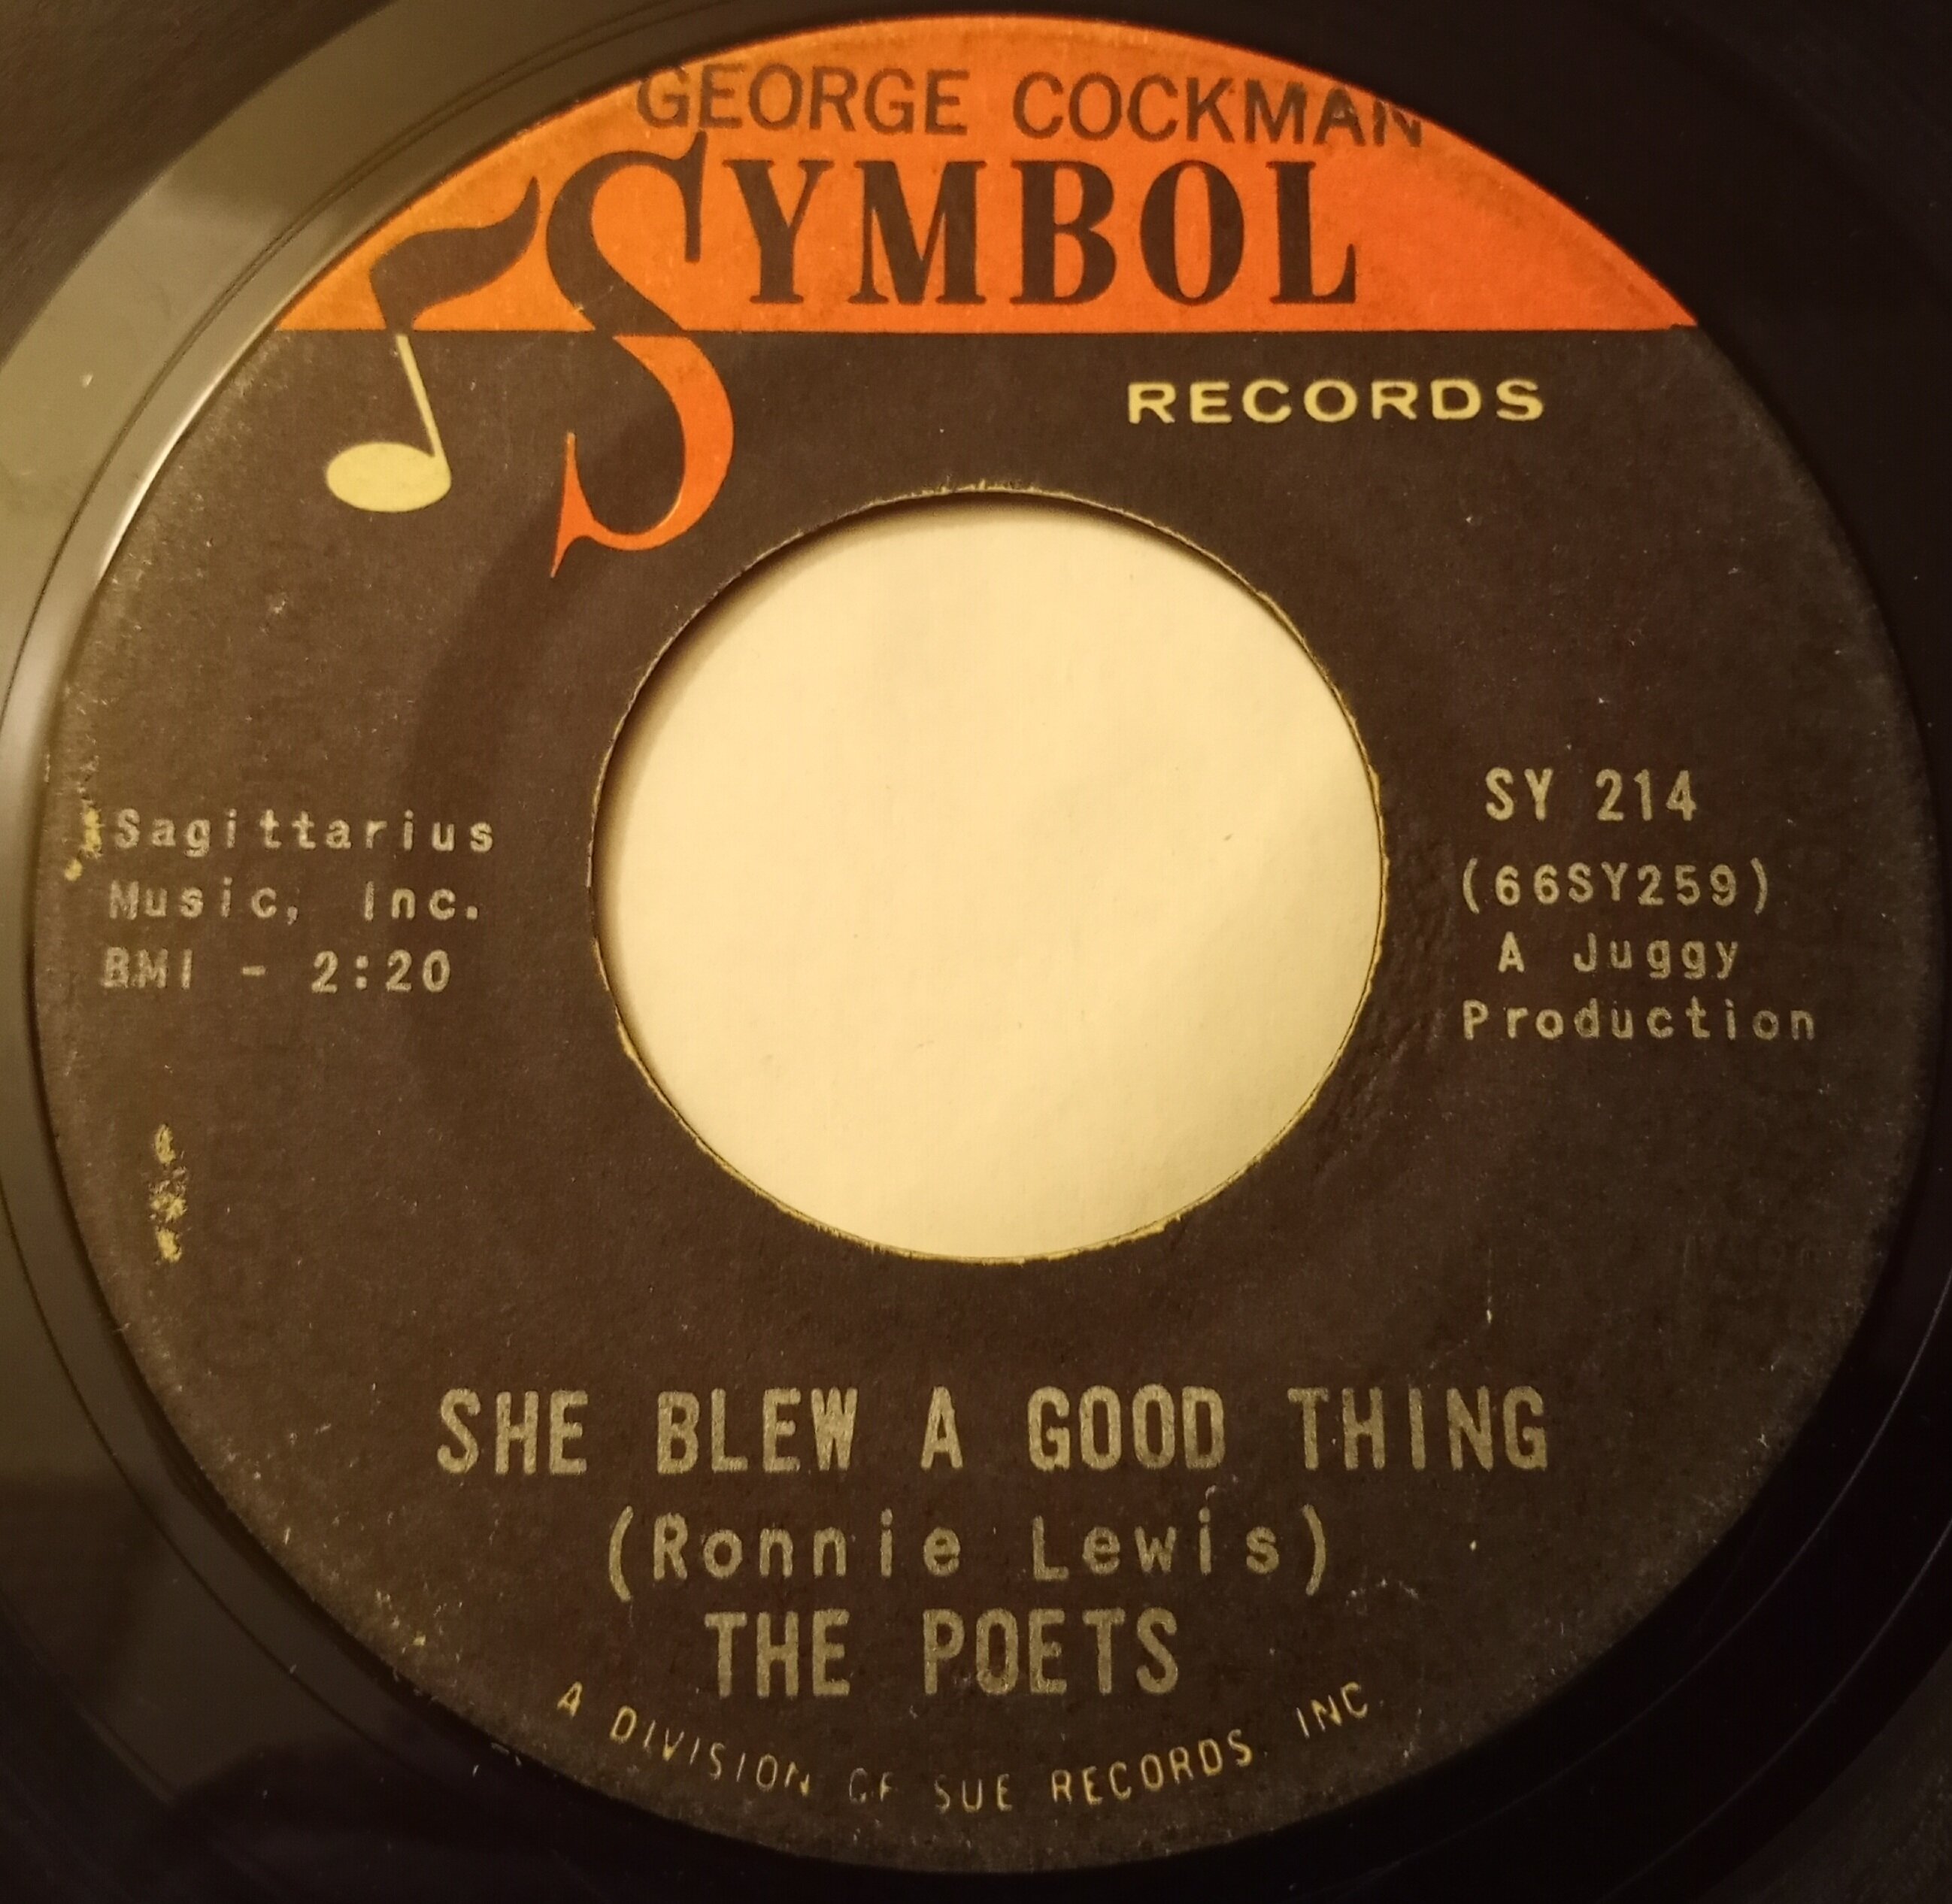 GEORGE COCKMAN
SYMBOL
RECORDS
Sagittarius
Music, Inc.
BMI - 2:20
SY 214
(66SY259)
A Juggy
Production
SHE BLEW A GOOD THING
(Ronnie Lewis)
THE POETS
A DIVISION OF SUE RECORDS, INC.